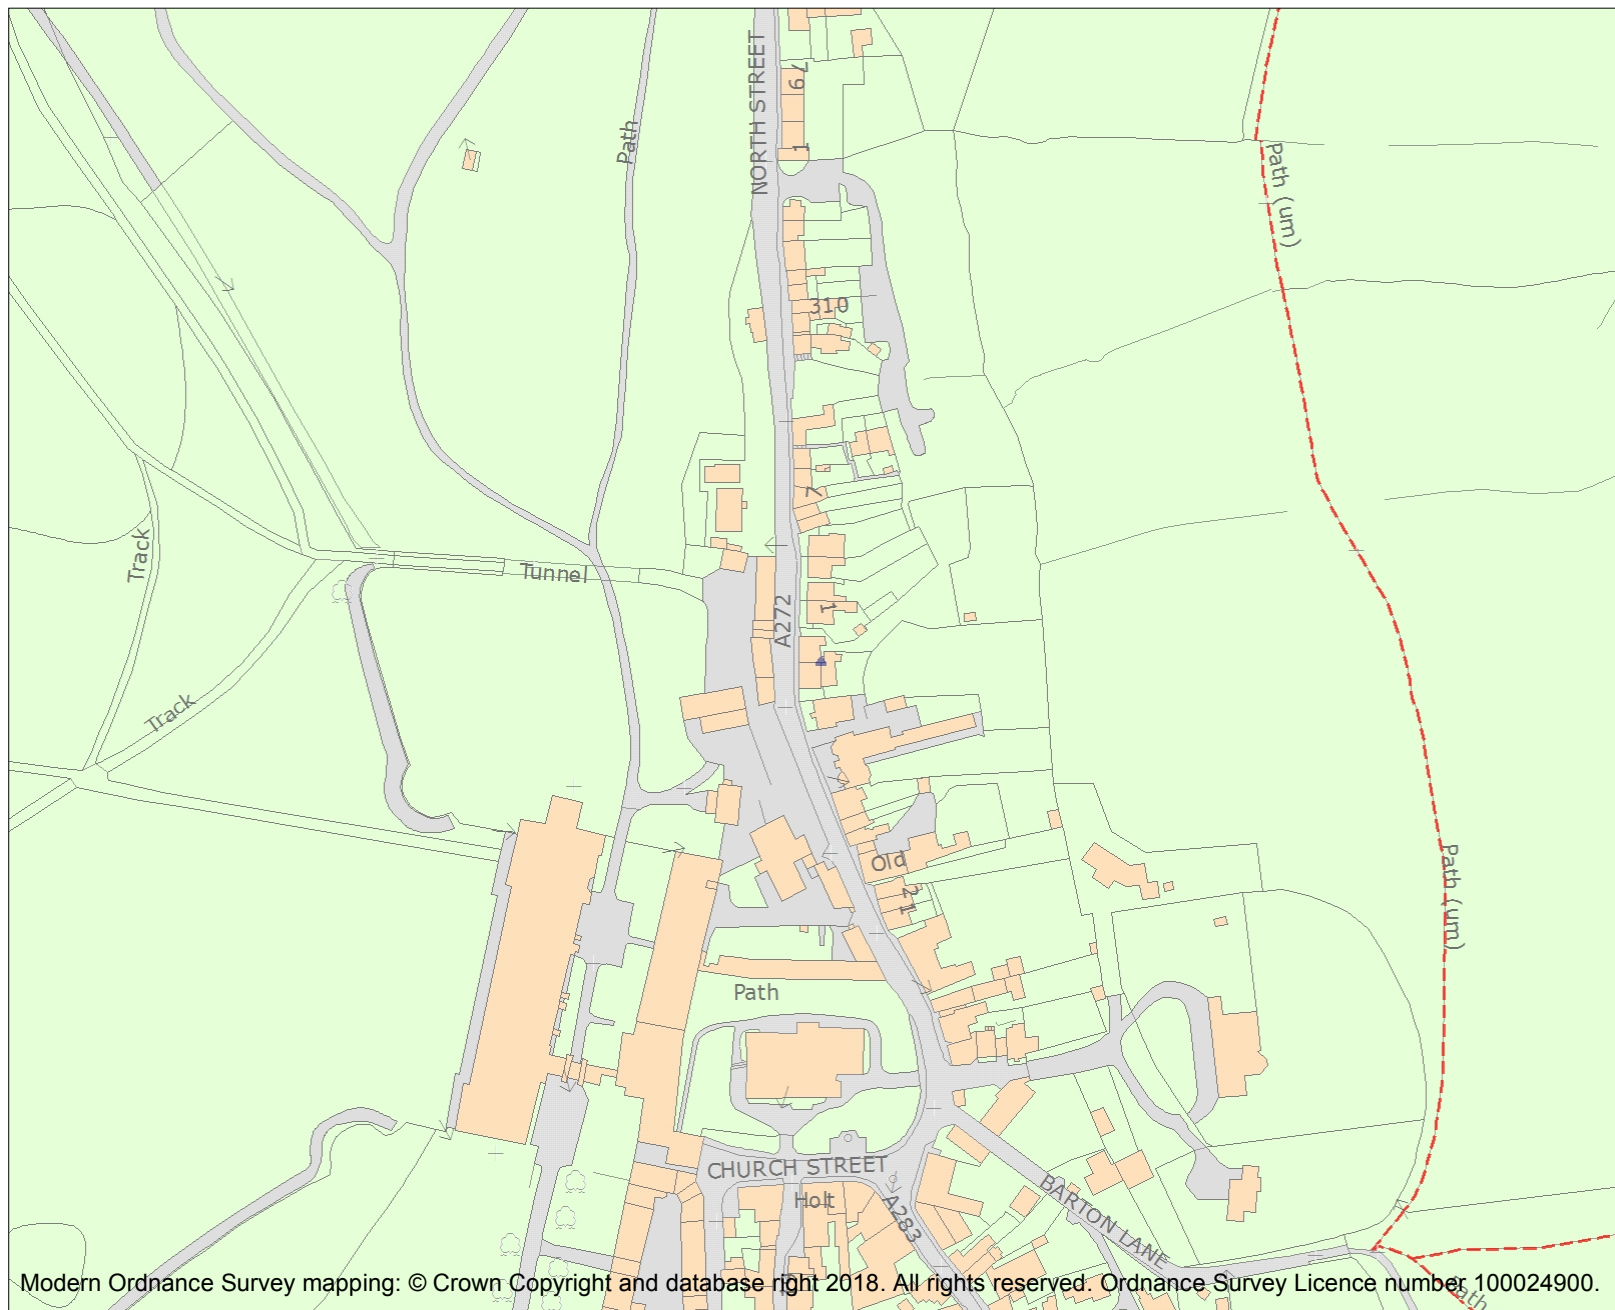 NORTH STREET
67
1
Path
Path (um)
310
7
Track
Tunnel
A272
1
Track
Old
21
Path (um)
Path
CHURCH STREET
Holt
A283
BARTON LANE
Path
Modern Ordnance Survey mapping: © Crown Copyright and database right 2018. All rights reserved. Ordnance Survey Licence number 100024900.